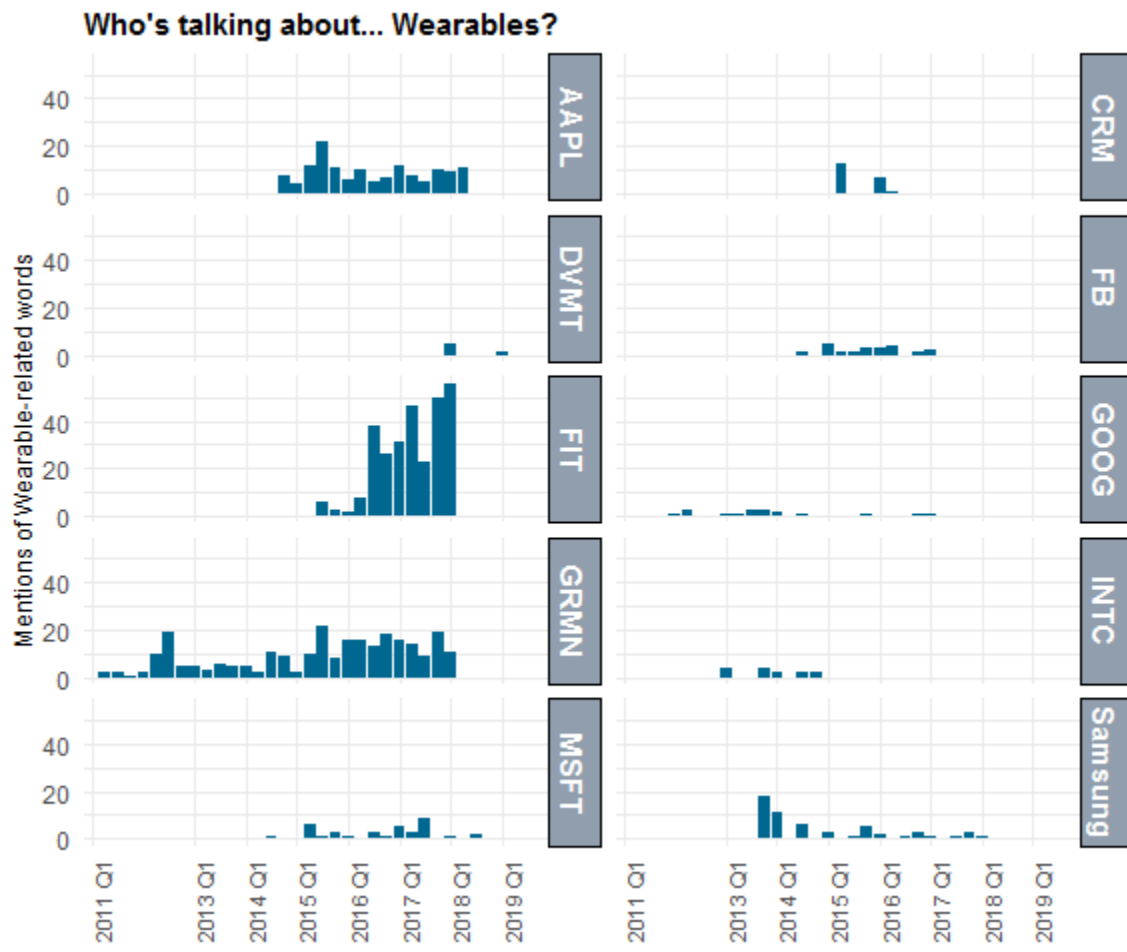 Who's talking about... Wearables?
Mentions of Wearable-related words
40
20
0
AAPL
CRM
40
20
0
DVMT
FB
40
20
0
FIT
GOOG
40
20
0
GRMN
INTC
40
20
0
MSFT
Samsung
2011 Q1
2013 Q1
2014 Q1
2015 Q1
2016 Q1
2017 Q1
2018 Q1
2019 Q1
2011 Q1
2013 Q1
2014 Q1
2015 Q1
2016 Q1
2017 Q1
2018 Q1
2019 Q1